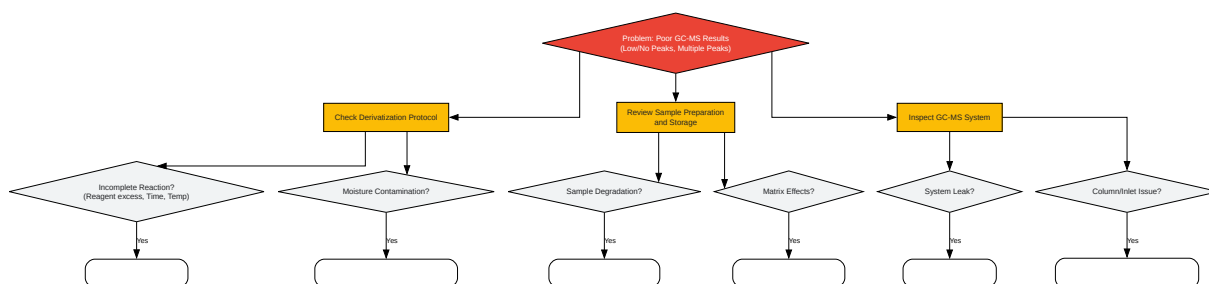 Problem: Poor GC-MS Results
(Low/No Peaks, Multiple Peaks)
Check Derivatization Protocol
Review Sample Preparation
and Storage
Inspect GC-MS System
Incomplete Reaction?
(Reagent excess, Time, Temp)
Moisture Contamination?
Sample Degradation?
Matrix Effects?
System Leak?
Column/Inlet Issue?
Yes
Yes
Yes
Yes
Yes
Yes